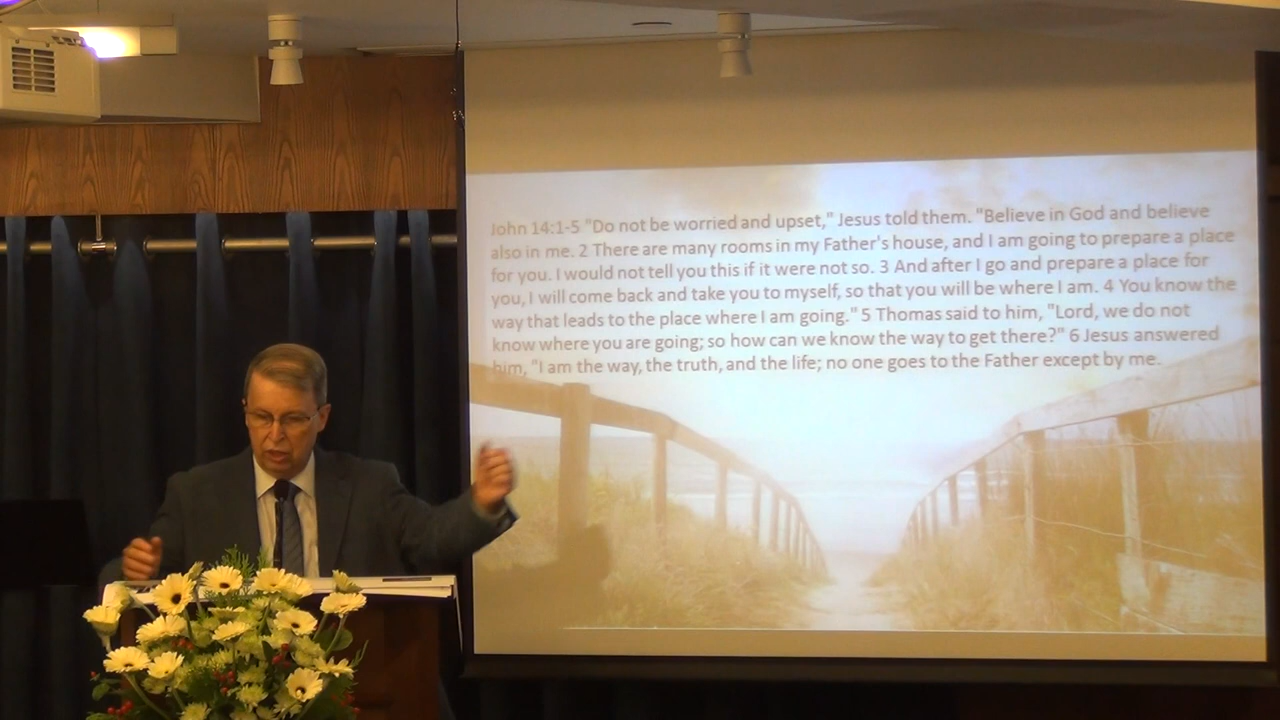 John 14:1-5 "Do not be worried and upset," Jesus told them. "Believe in God and believe
also in me. 2 There are many rooms in my Father's house, and I am going to prepare a place
for you. I would not tell you this if it were not so. 3 And after I go and prepare a place for
you, I will come back and take you to myself, so that you will be where I am. 4 You know the
way that leads to the place where I am going." 5 Thomas said to him, "Lord, we do not
know where you are going; so how can we know the way to get there?" 6 Jesus answered
him, "I am the way, the truth, and the life; no one goes to the Father except by me.